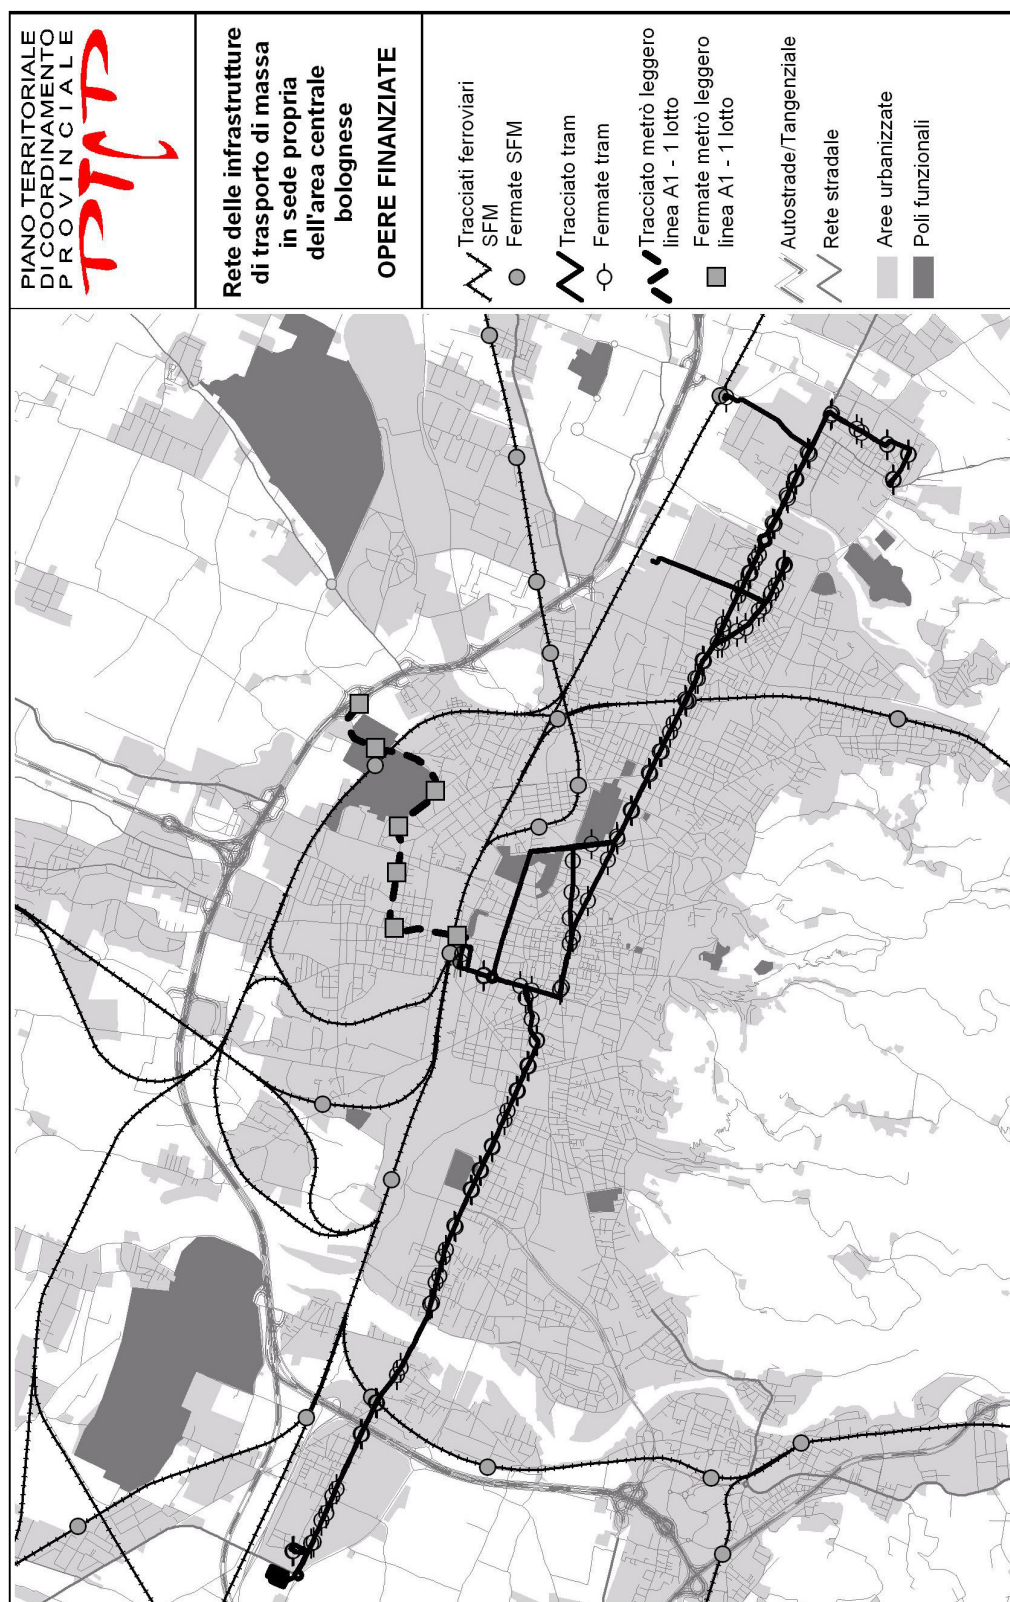 PIANO TERRITORIALE
DI COORDINAMENTO
PROVINCIALE
PTCP
Rete delle infrastrutture
di trasporto di massa
in sede propria
dell'area centrale
bolognese
OPERE FINANZIATE
Tracciati ferroviari
SFM
Fermate SFM
Tracciato tram
Fermate tram
Tracciato metrò leggero
linea A1 - 1 lotto
Fermate metrò leggero
linea A1 - 1 lotto
Autostrade/Tangenziale
Rete stradale
Aree urbanizzate
Poli funzionali